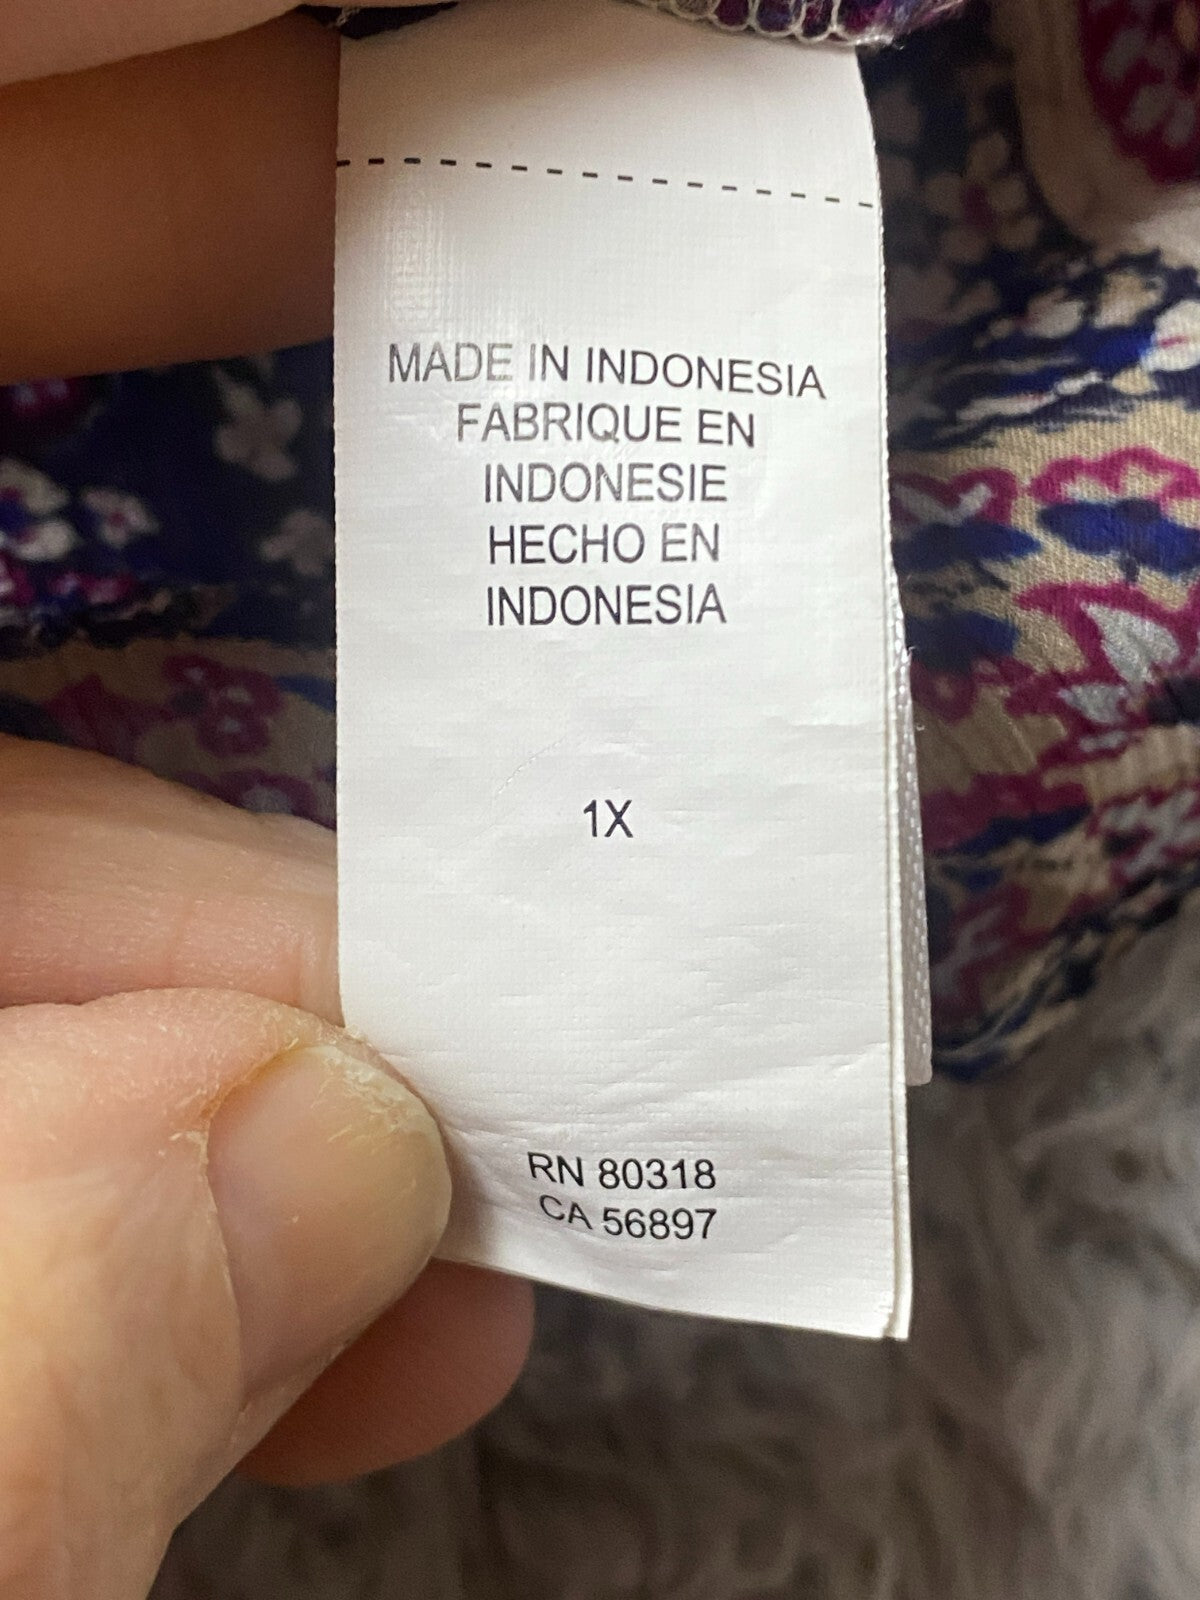 MADE IN INDONESIA
FABRIQUE EN
INDONESIE
HECHO EN
INDONESIA
1X
RN 80318
CA 56897